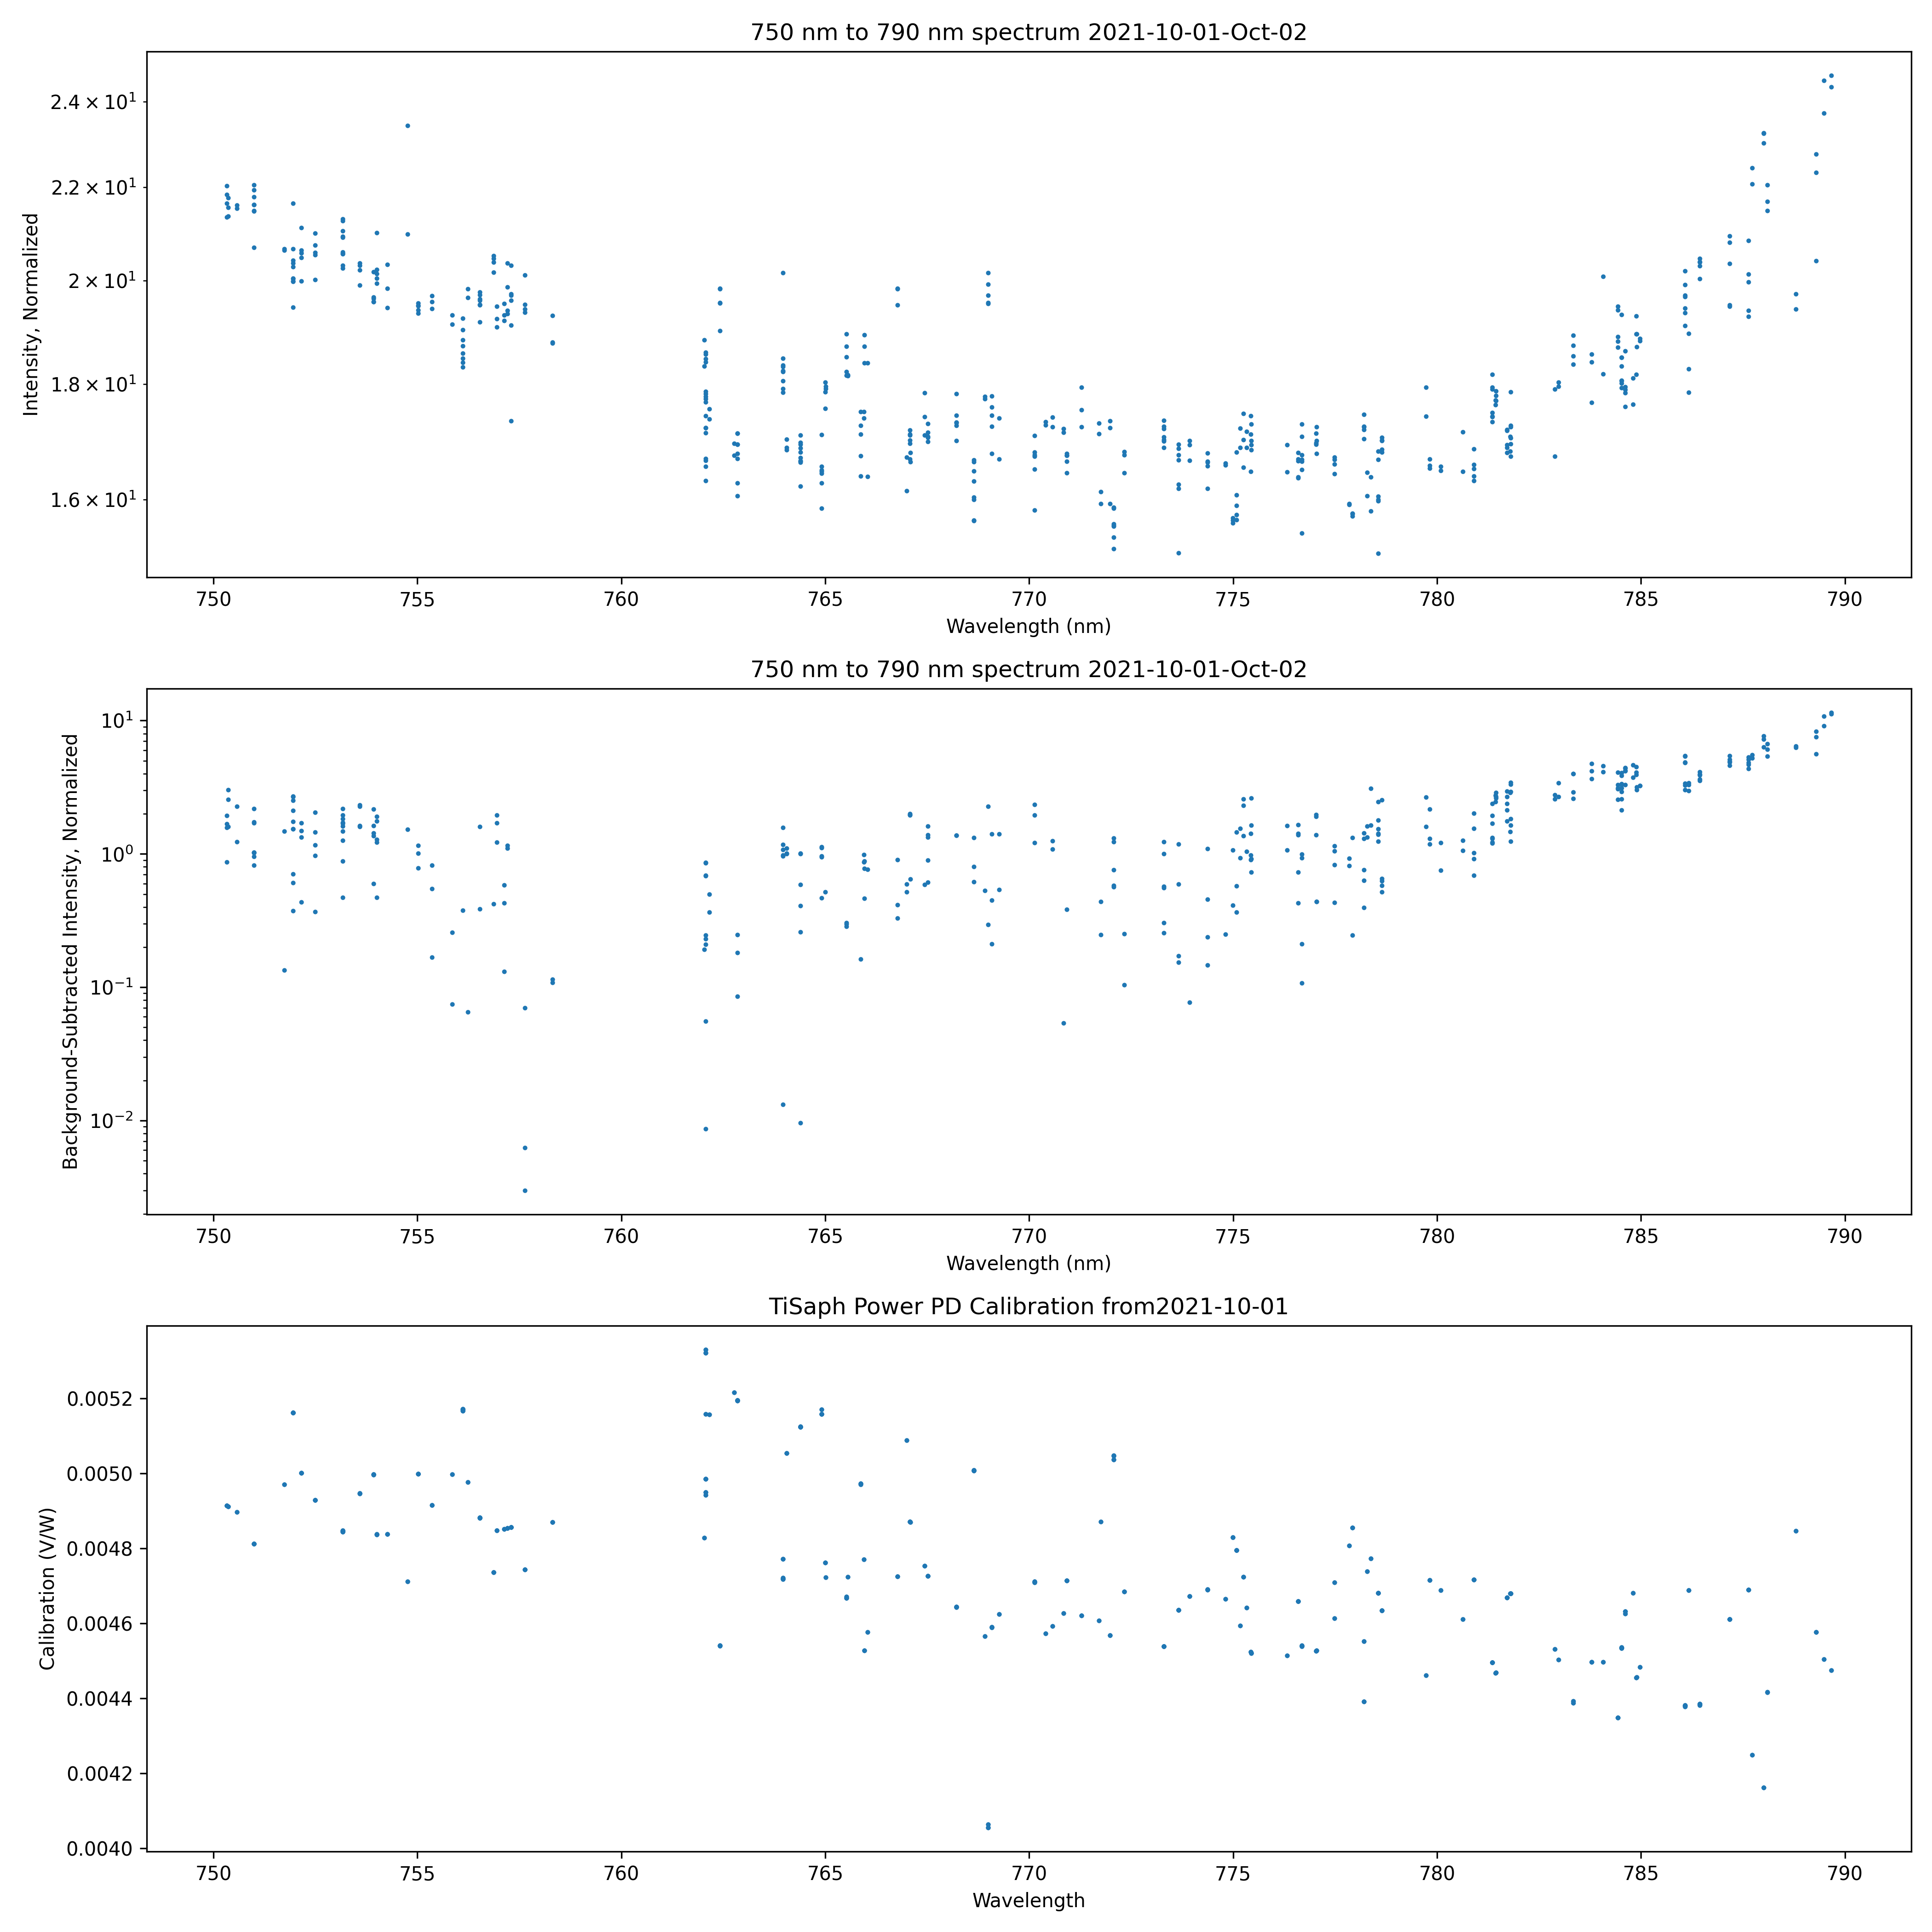 750 nm to 790 nm spectrum 2021-10-01-Oct-02
Intensity, Normalized
2.4 × 10¹
2.2 × 10¹
2 × 10¹
1.8 × 10¹
1.6 × 10¹
750 755 760 765 770 775 780 785 790
Wavelength (nm)
750 nm to 790 nm spectrum 2021-10-01-Oct-02
Background-Subtracted Intensity, Normalized
10¹
10⁰
10⁻¹
10⁻²
750 755 760 765 770 775 780 785 790
Wavelength (nm)
TiSaph Power PD Calibration from2021-10-01
Calibration (V/W)
0.0052
0.0050
0.0048
0.0046
0.0044
0.0042
0.0040
750 755 760 765 770 775 780 785 790
Wavelength